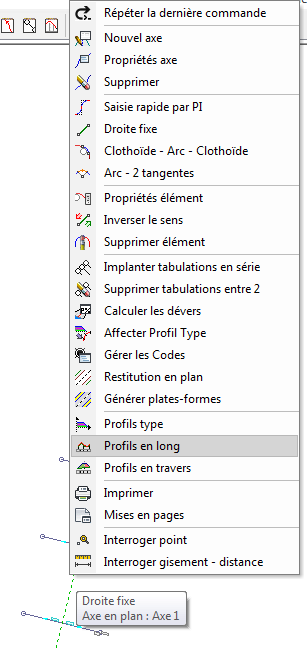 Répéter la dernière commande
Nouvel axe
Propriétés axe
Supprimer
Saisie rapide par PI
Droite fixe
Clothoïde - Arc - Clothoïde
Arc - 2 tangentes
Propriétés élément
Inverser le sens
Supprimer élément
Implanter tabulations en série
Supprimer tabulations entre 2
Calculer les dévers
Affecter Profil Type
Gérer les Codes
Restitution en plan
Générer plates-formes
Profils type
Profils en long
Profils en travers
Imprimer
Mises en pages
Interroger point
Interroger gisement - distance
Droite fixe
Axe en plan : Axe 1